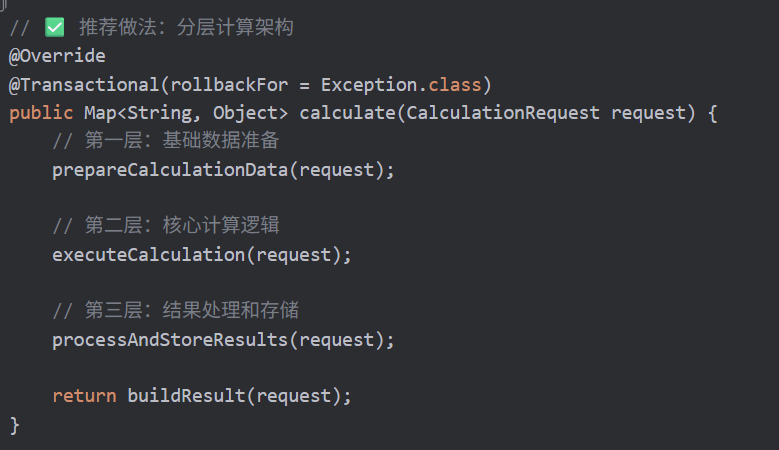 // ✅ 推荐做法：分层计算架构
@Override
@Transactional(rollbackFor = Exception.class)
public Map<String, Object> calculate(CalculationRequest request) {
    // 第一层：基础数据准备
    prepareCalculationData(request);
    // 第二层：核心计算逻辑
    executeCalculation(request);
    // 第三层：结果处理和存储
    processAndStoreResults(request);
    return buildResult(request);
}